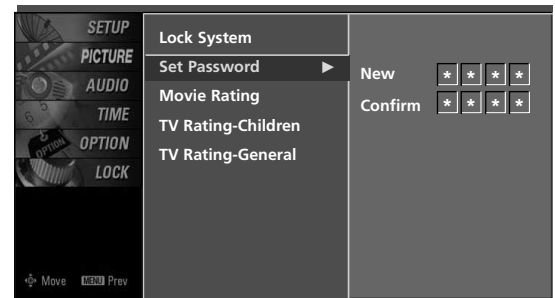 SETUP
PICTURE
AUDIO
TIME
OPTION
OPTION
LOCK
Move MENU Prev
Lock System
Set Password ►
Movie Rating
TV Rating-Children
TV Rating-General
New * * * *
Confirm * * * *